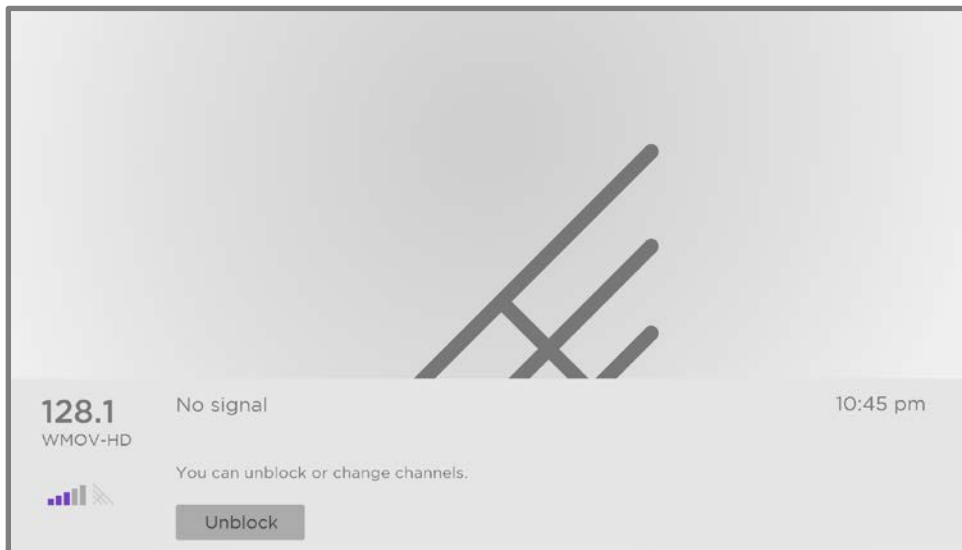 128.1
WMOV-HD
No signal
10:45 pm
You can unblock or change channels.
Unblock